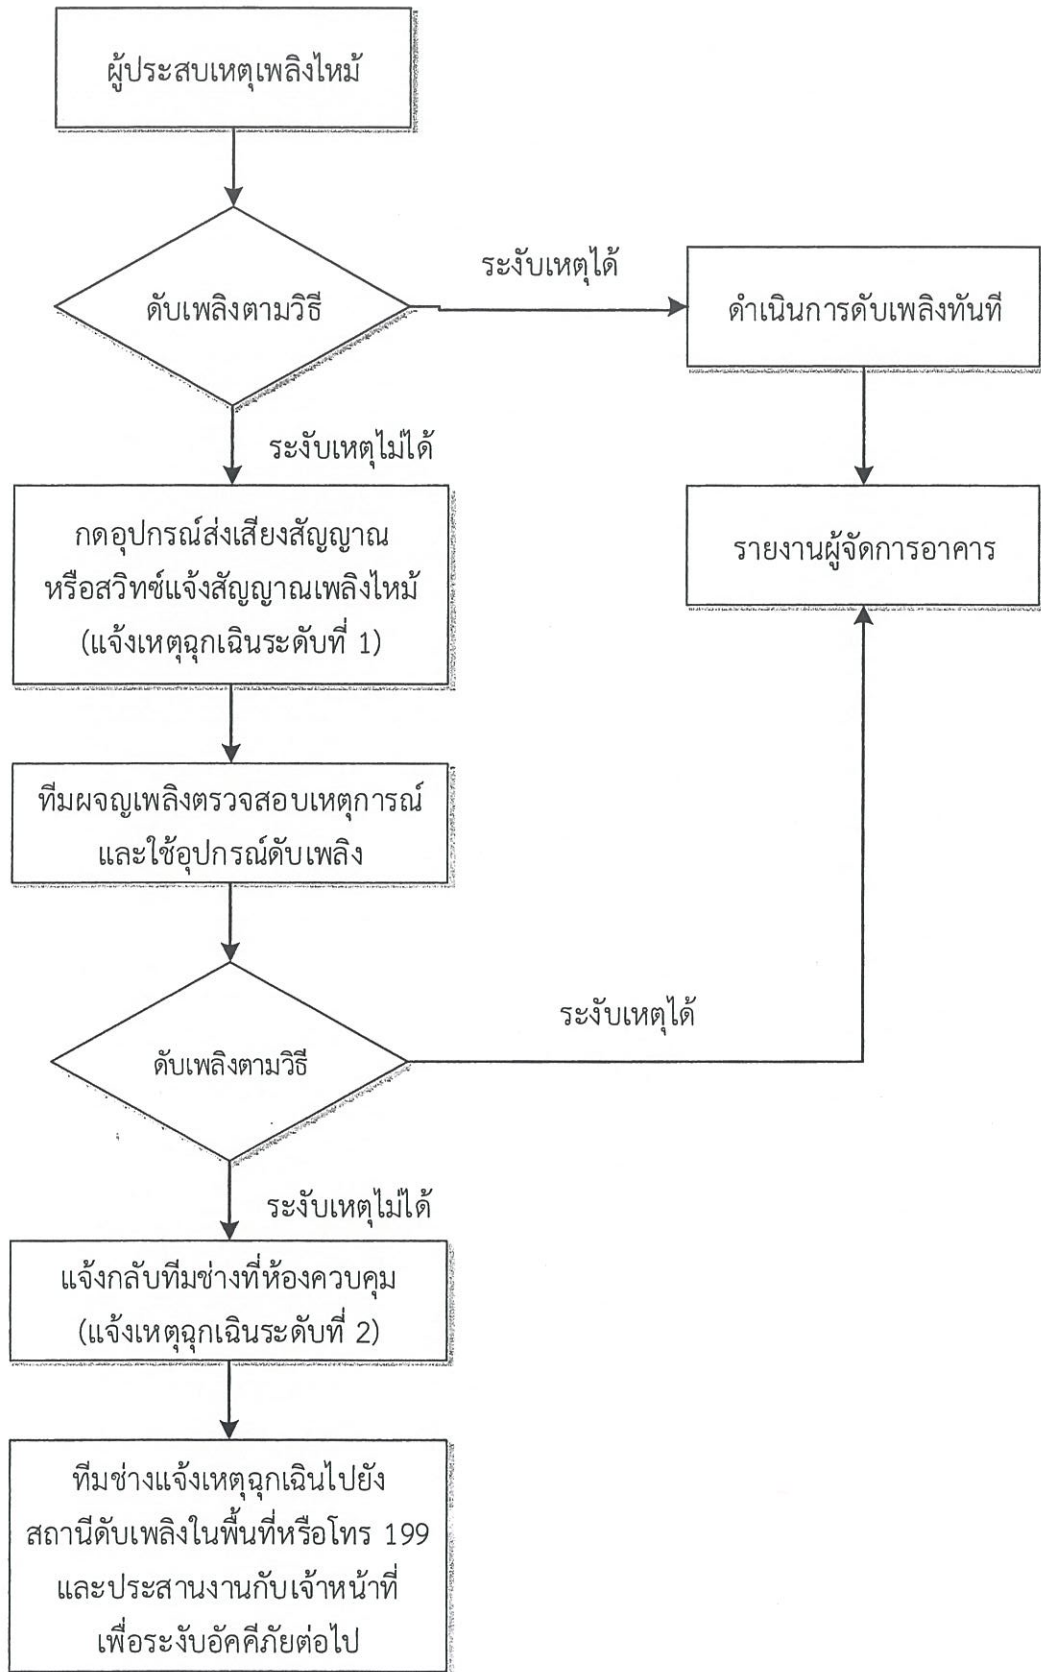 ผู้ประสบเหตุเพลิงไหม้
ดับเพลิงตามวิธี
ระงับเหตุได้
ดำเนินการดับเพลิงทันที
ระงับเหตุไม่ได้
กดอุปกรณ์ส่งเสียงสัญญาณ
หรือสวิทซ์แจ้งสัญญาณเพลิงไหม้
(แจ้งเหตุฉุกเฉินระดับที่ 1)
รายงานผู้จัดการอาคาร
ทีมผจญเพลิงตรวจสอบเหตุการณ์
และใช้อุปกรณ์ดับเพลิง
ดับเพลิงตามวิธี
ระงับเหตุได้
ระงับเหตุไม่ได้
แจ้งกลับทีมช่างที่ห้องควบคุม
(แจ้งเหตุฉุกเฉินระดับที่ 2)
ทีมช่างแจ้งเหตุฉุกเฉินไปยัง
สถานีดับเพลิงในพื้นที่หรือโทร 199
และประสานงานกับเจ้าหน้าที่
เพื่อระงับอัคคีภัยต่อไป